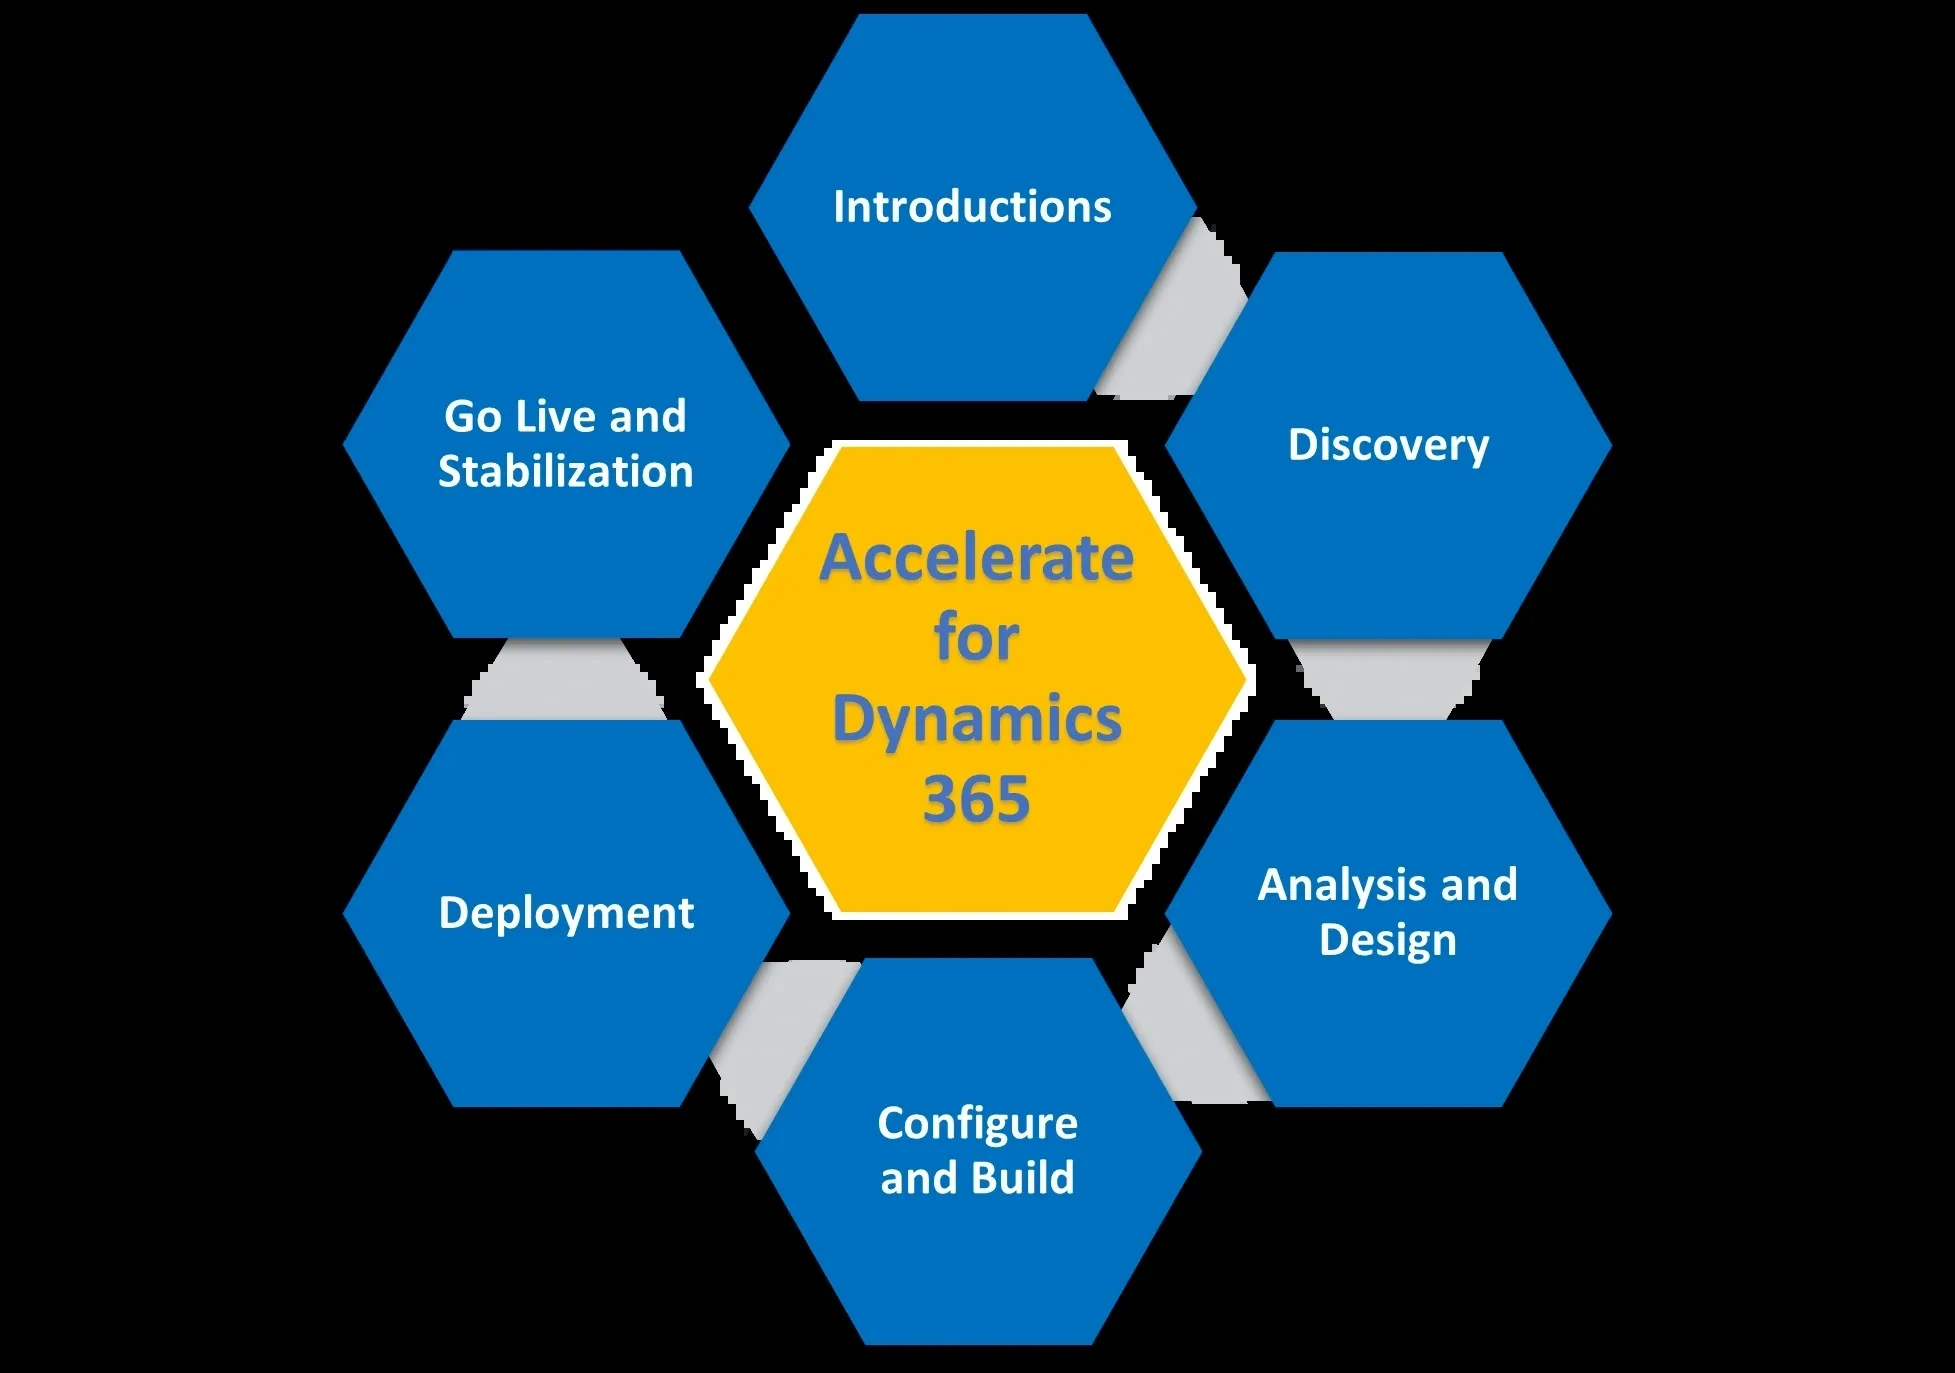 Introductions
Discovery
Analysis and
Design
Configure
and Build
Deployment
Go Live and
Stabilization
Accelerate
for
Dynamics
365